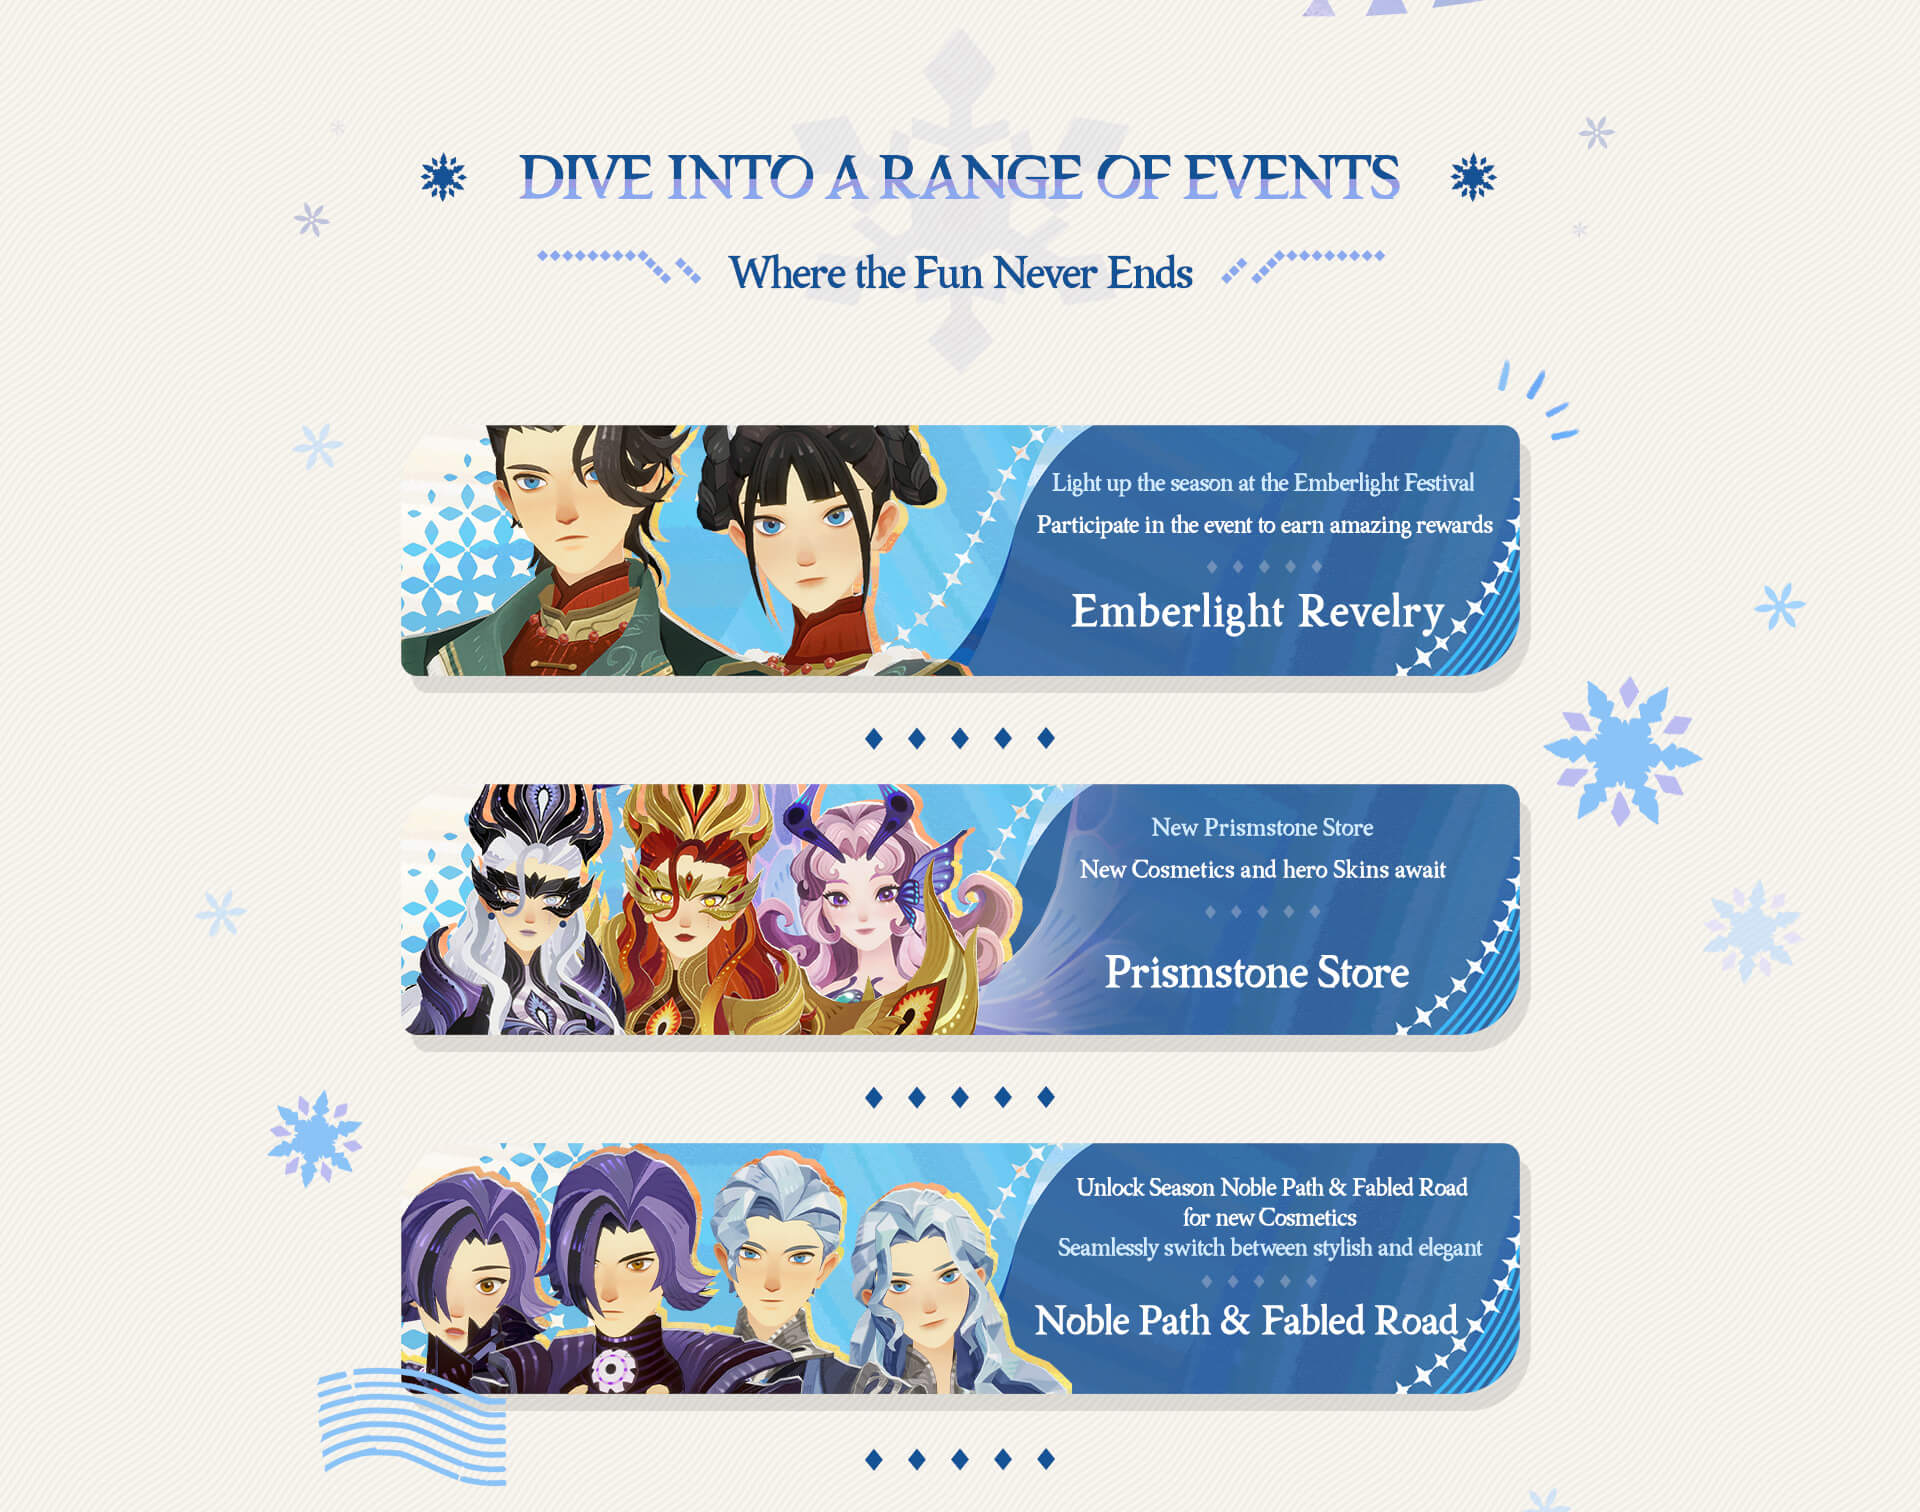 DIVE INTO A RANGE OF EVENTS
Where the Fun Never Ends
Light up the season at the Emberlight Festival
Participate in the event to earn amazing rewards
Emberlight Revelry
New Prismstone Store
New Cosmetics and hero Skins await
Prismstone Store
Unlock Season Noble Path & Fabled Road
for new Cosmetics
Seamlessly switch between stylish and elegant
Noble Path & Fabled Road